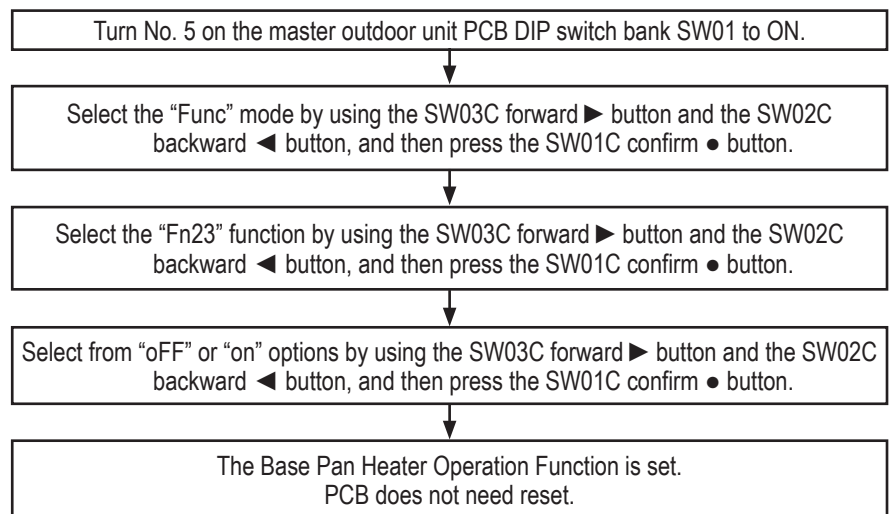 Turn No. 5 on the master outdoor unit PCB DIP switch bank SW01 to ON.
Select the “Func” mode by using the SW03C forward ► button and the SW02C
backward ◄ button, and then press the SW01C confirm ● button.
Select the “Fn23” function by using the SW03C forward ► button and the SW02C
backward ◄ button, and then press the SW01C confirm ● button.
Select from “oFF” or “on” options by using the SW03C forward ► button and the SW02C
backward ◄ button, and then press the SW01C confirm ● button.
The Base Pan Heater Operation Function is set.
PCB does not need reset.